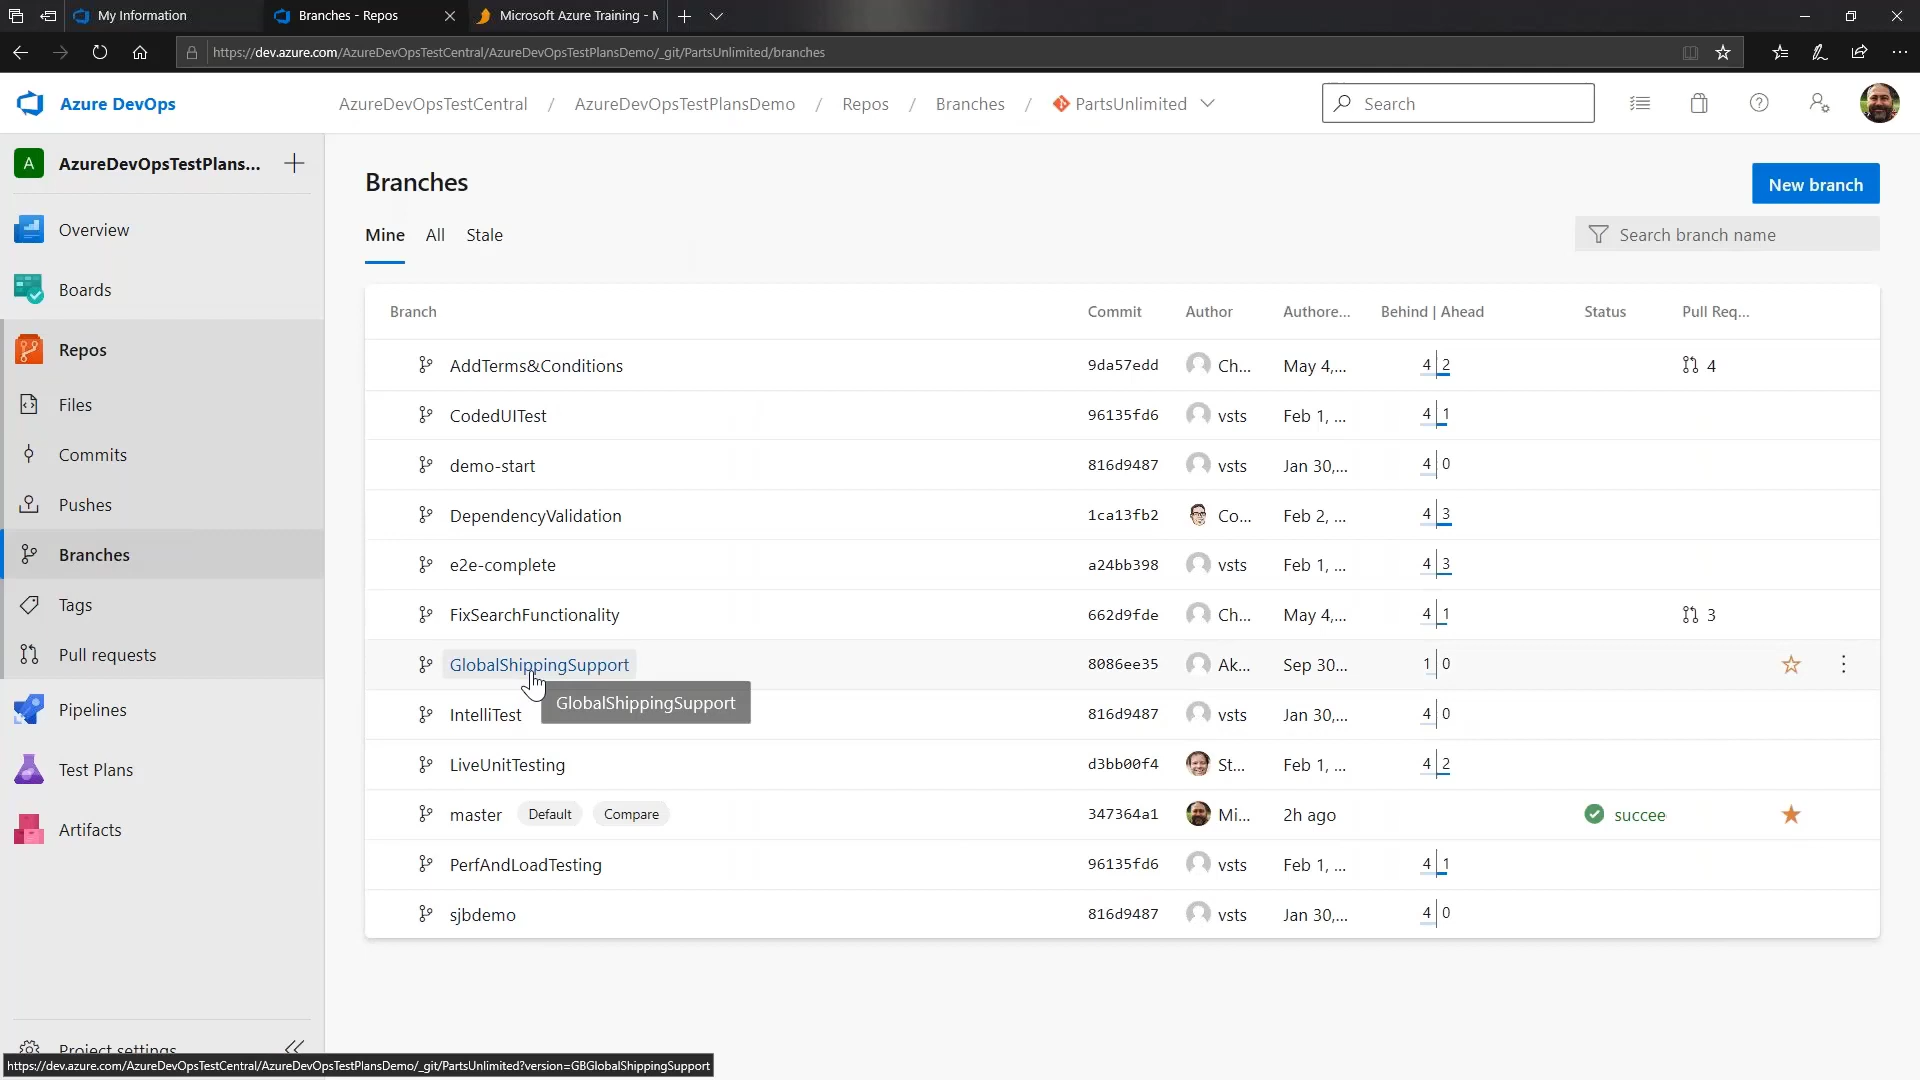 My Information
Branches - Repos
Microsoft Azure Training - M
https://dev.azure.com/AzureDevOpsTestCentral/AzureDevOpsTestPlansDemo/_git/PartsUnlimited/branches
Azure DevOps
AzureDevOpsTestCentral / AzureDevOpsTestPlansDemo / Repos / Branches / PartsUnlimited
Search
A AzureDevOpsTestPlans...
Overview
Boards
Repos
Files
Commits
Pushes
Branches
Tags
Pull requests
Pipelines
Test Plans
Artifacts
Project settings
Branches
New branch
Mine All Stale
Search branch name
Branch Commit Author Authore... Behind | Ahead Status Pull Req...
AddTerms&Conditions 9da57edd Ch... May 4,... 4 2 4
CodedUITest 96135fd6 vsts Feb 1, ... 4 1
demo-start 816d9487 vsts Jan 30,... 4 0
DependencyValidation 1ca13fb2 Co... Feb 2, ... 4 3
e2e-complete a24bb398 vsts Feb 1, ... 4 3
FixSearchFunctionality 662d9fde Ch... May 4,... 4 1 3
GlobalShippingSupport 8086ee35 Ak... Sep 30... 1 0
GlobalShippingSupport
IntelliTest 816d9487 vsts Jan 30,... 4 0
LiveUnitTesting d3bb00f4 St... Feb 1, ... 4 2
master Default Compare 347364a1 Mi... 2h ago succee
PerfAndLoadTesting 96135fd6 vsts Feb 1, ... 4 1
sjbdemo 816d9487 vsts Jan 30,... 4 0
https://dev.azure.com/AzureDevOpsTestCentral/AzureDevOpsTestPlansDemo/_git/PartsUnlimited?version=GBGlobalShippingSupport